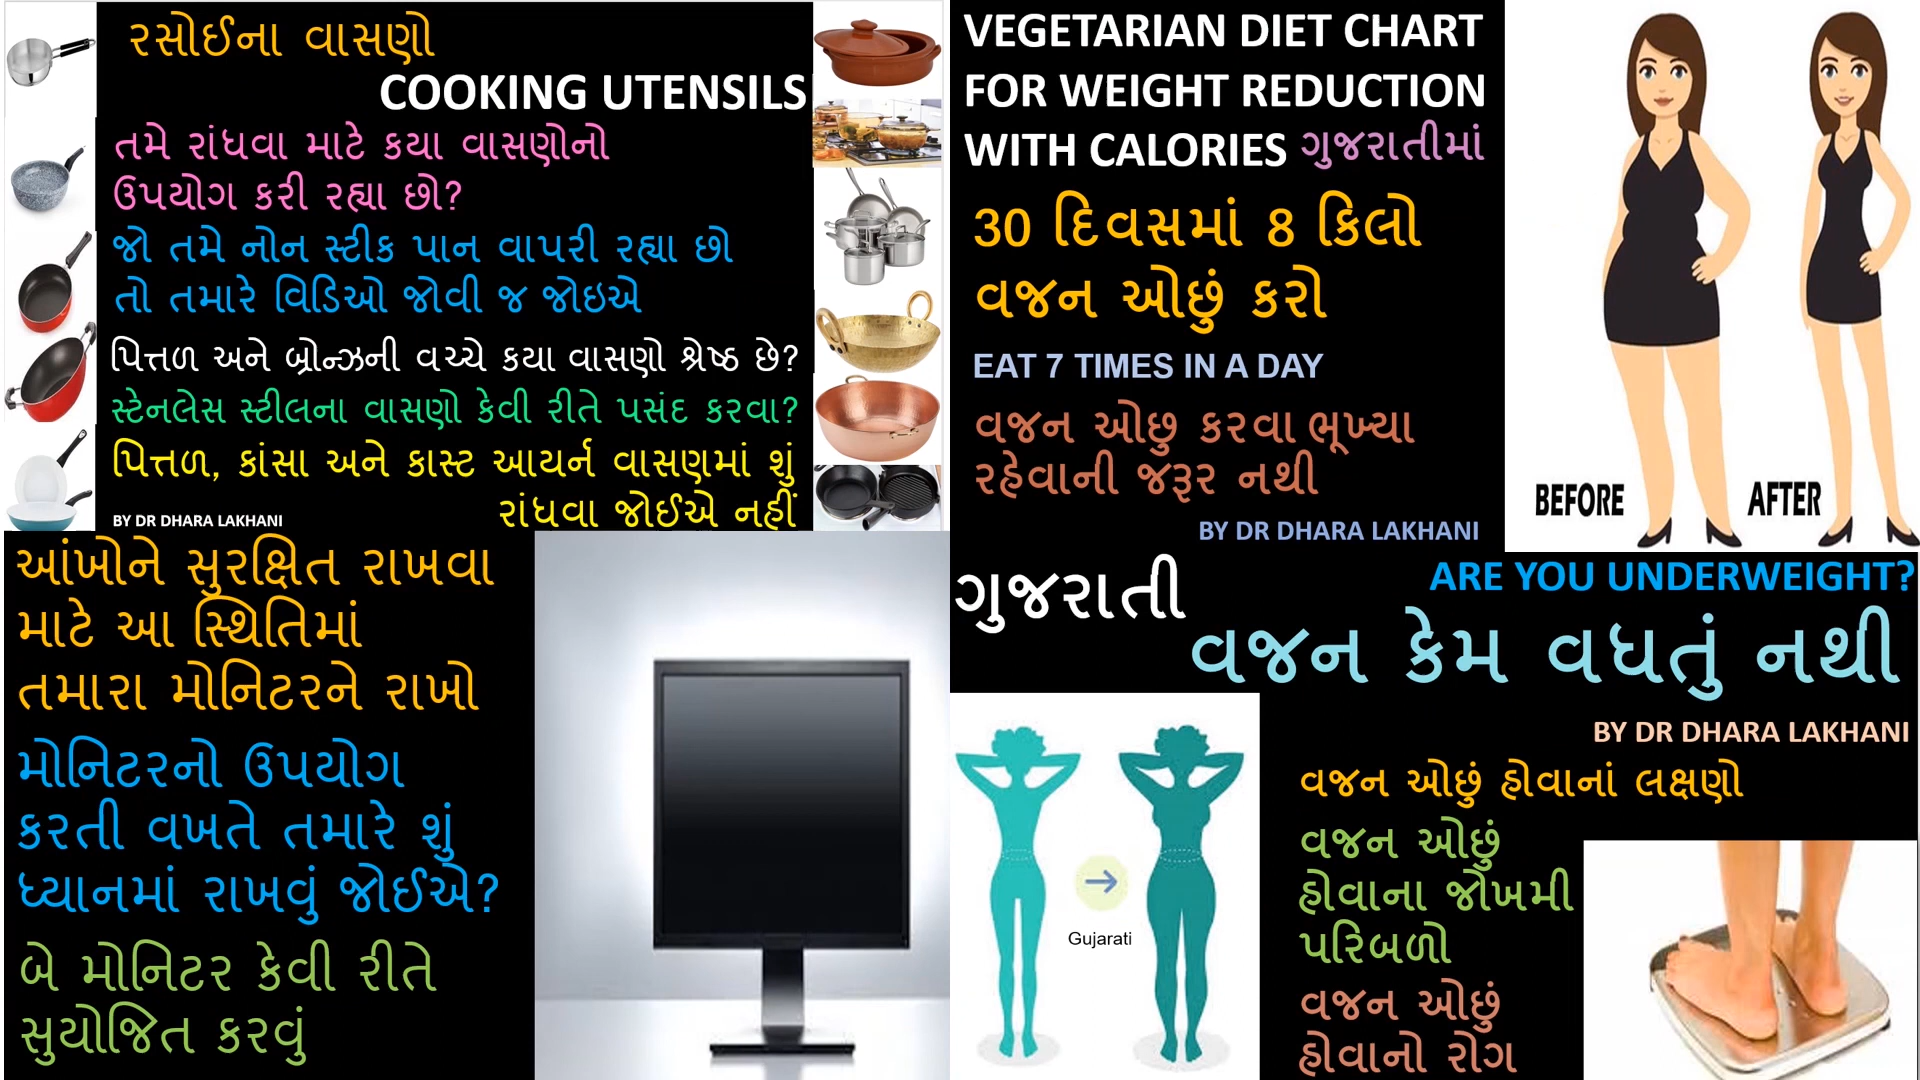 રસોઈના વાસણો
COOKING UTENSILS
તમે રાંધવા માટે કયા વાસણોનો
ઉપયોગ કરી રહ્યા છો?
જો તમે નોન સ્ટીક પાન વાપરી રહ્યા છો
તો તમારે વિડિઓ જોવી જ જોઇએ
પિત્તળ અને બ્રોન્ઝની વચ્ચે કયા વાસણો શ્રેષ્ઠ છે?
સ્ટેનલેસ સ્ટીલના વાસણો કેવી રીતે પસંદ કરવા?
પિત્તળ, કાંસા અને કાસ્ટ આયર્ન વાસણમાં શું
રાંધવા જોઈએ નહીં
BY DR DHARA LAKHANI
VEGETARIAN DIET CHART
FOR WEIGHT REDUCTION
WITH CALORIES ગુજરાતીમાં
30 દિવસમાં 8 કિલો
વજન ઓછું કરો
EAT 7 TIMES IN A DAY
વજન ઓછુ કરવા ભૂખ્યા
રહેવાની જરૂર નથી
BY DR DHARA LAKHANI
BEFORE
AFTER
આંખોને સુરક્ષિત રાખવા
માટે આ સ્થિતિમાં
તમારા મોનિટરને રાખો
મોનિટરનો ઉપયોગ
કરતી વખતે તમારે શું
ધ્યાનમાં રાખવું જોઈએ?
બે મોનિટર કેવી રીતે
સુયોજિત કરવું
ARE YOU UNDERWEIGHT?
ગુજરાતી
વજન કેમ વધતું નથી
BY DR DHARA LAKHANI
Gujarati
વજન ઓછું હોવાનાં લક્ષણો
વજન ઓછું
હોવાના જોખમી
પરિબળો
વજન ઓછું
હોવાનો રોગ